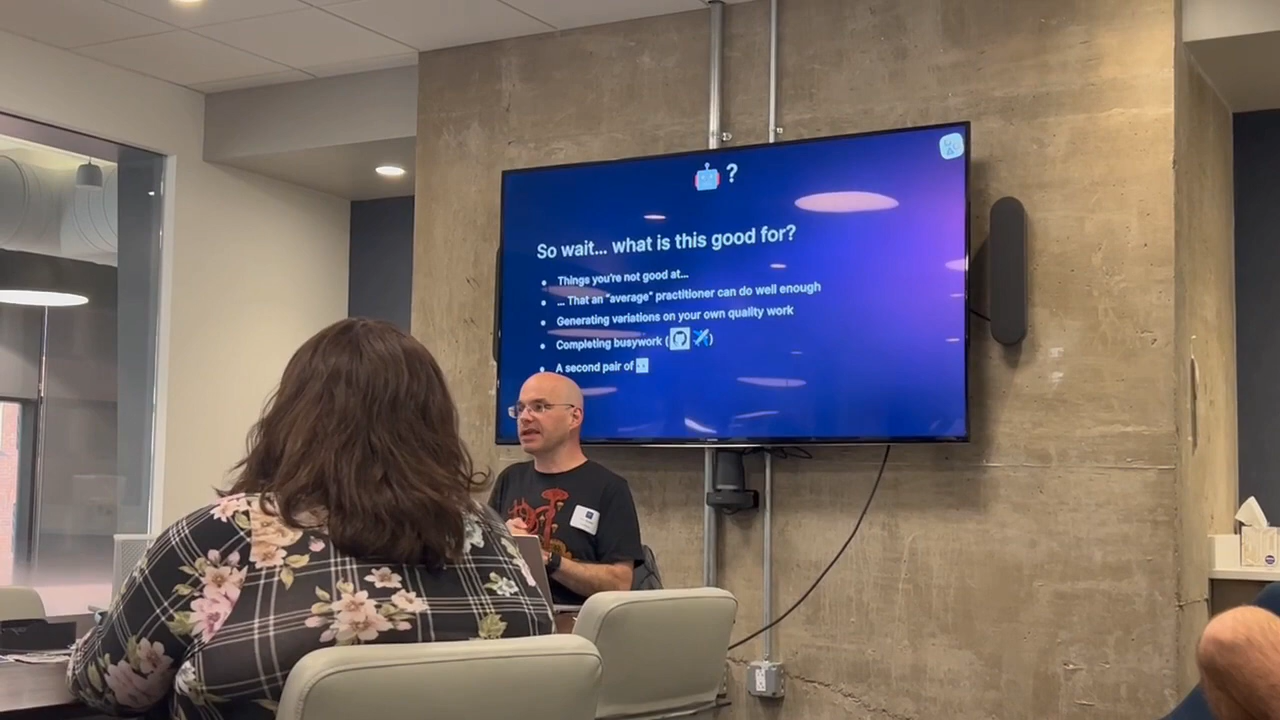 ?
So wait... what is this good for?
• Things you're not good at...
• ... That an "average" practitioner can do well enough
• Generating variations on your own quality work
• Completing busywork ( )
• A second pair of